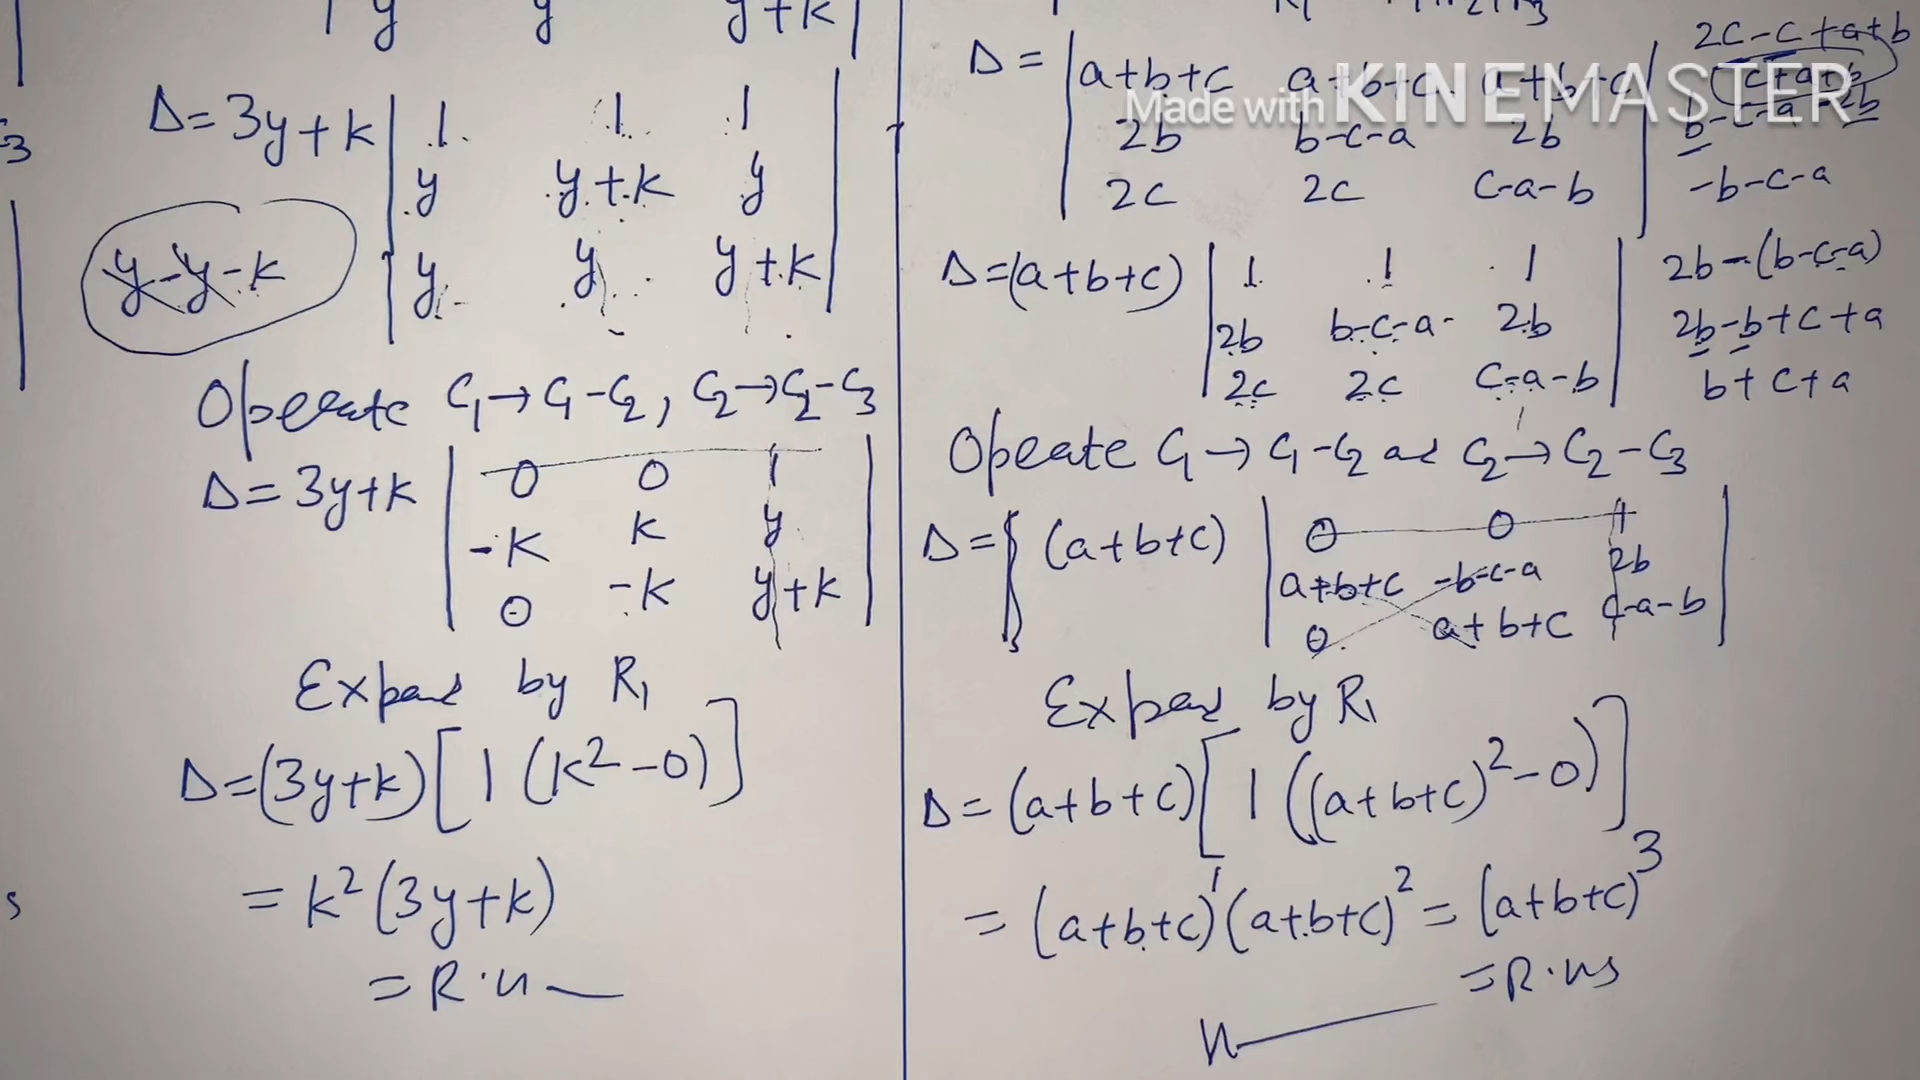 y y y+k
Δ = 3y+k | 1 1 1
y y+k y
y y y+k |
y-y-k
Operate C₁→C₁-C₂, C₂→C₂-C₃
Δ = 3y+k | 0 0 1
-k k y
0 -k y+k |
Expand by R₁
Δ=(3y+k)[1(k²-0)]
= k²(3y+k)
= R.H
Δ = | a+b+c a+b+c a+b+c
2b b-c-a 2b
2c 2c c-a-b |
Made with KINEMASTER
2c-c+a+b
c+a+b
b-c-a-2b
-b-c-a
Δ=(a+b+c) | 1 1 1
2b b-c-a 2b
2c 2c c-a-b |
2b-(b-c-a)
2b-b+c+a
b+c+a
Opeate C₁→C₁-C₂ and C₂→C₂-C₃
Δ= (a+b+c) | 0 0 1
a+b+c -b-c-a 2b
0 a+b+c c-a-b |
Expand by R₁
Δ=(a+b+c)[1((a+b+c)²-0)]
= (a+b+c)¹(a+b+c)² = (a+b+c)³
=R.HS